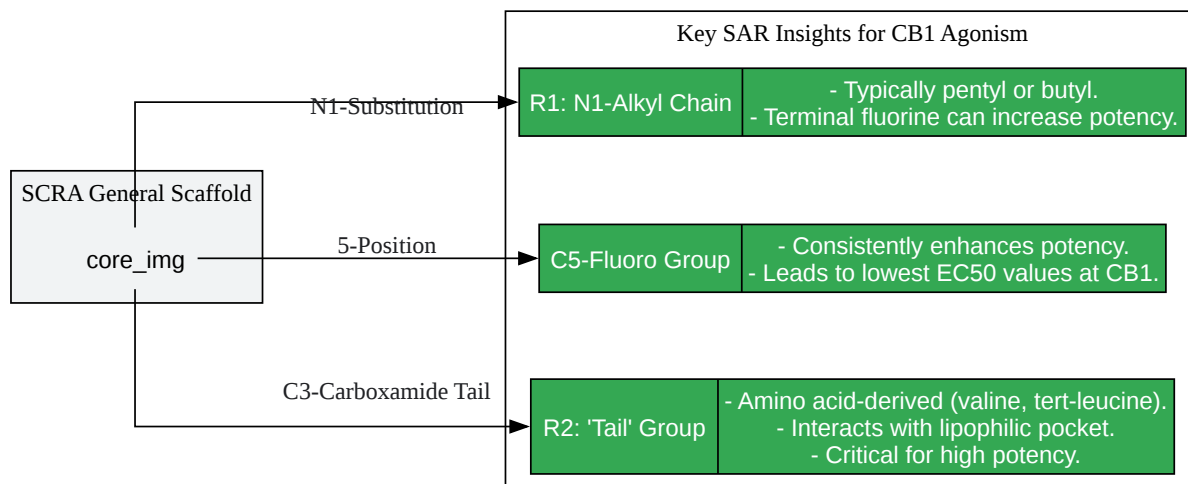 Key SAR Insights for CB1 Agonism
N1-Substitution
R1: N1-Alkyl Chain
- Typically pentyl or butyl.
- Terminal fluorine can increase potency.
SCRA General Scaffold
core_img
5-Position
C5-Fluoro Group
- Consistently enhances potency.
- Leads to lowest EC50 values at CB1.
C3-Carboxamide Tail
R2: 'Tail' Group
- Amino acid-derived (valine, tert-leucine).
- Interacts with lipophilic pocket.
- Critical for high potency.